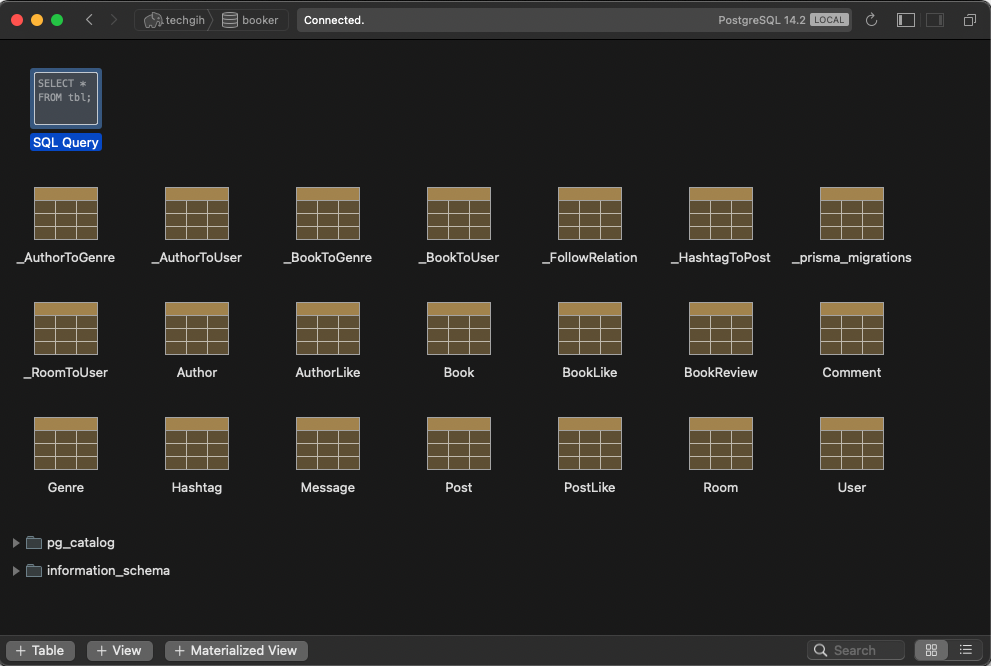 techgih
booker
Connected.
PostgreSQL 14.2 LOCAL
SELECT *
FROM tbl;
SQL Query
_AuthorToGenre
_AuthorToUser
_BookToGenre
_BookToUser
_FollowRelation
_HashtagToPost
_prisma_migrations
_RoomToUser
Author
AuthorLike
Book
BookLike
BookReview
Comment
Genre
Hashtag
Message
Post
PostLike
Room
User
pg_catalog
information_schema
+ Table
+ View
+ Materialized View
Search